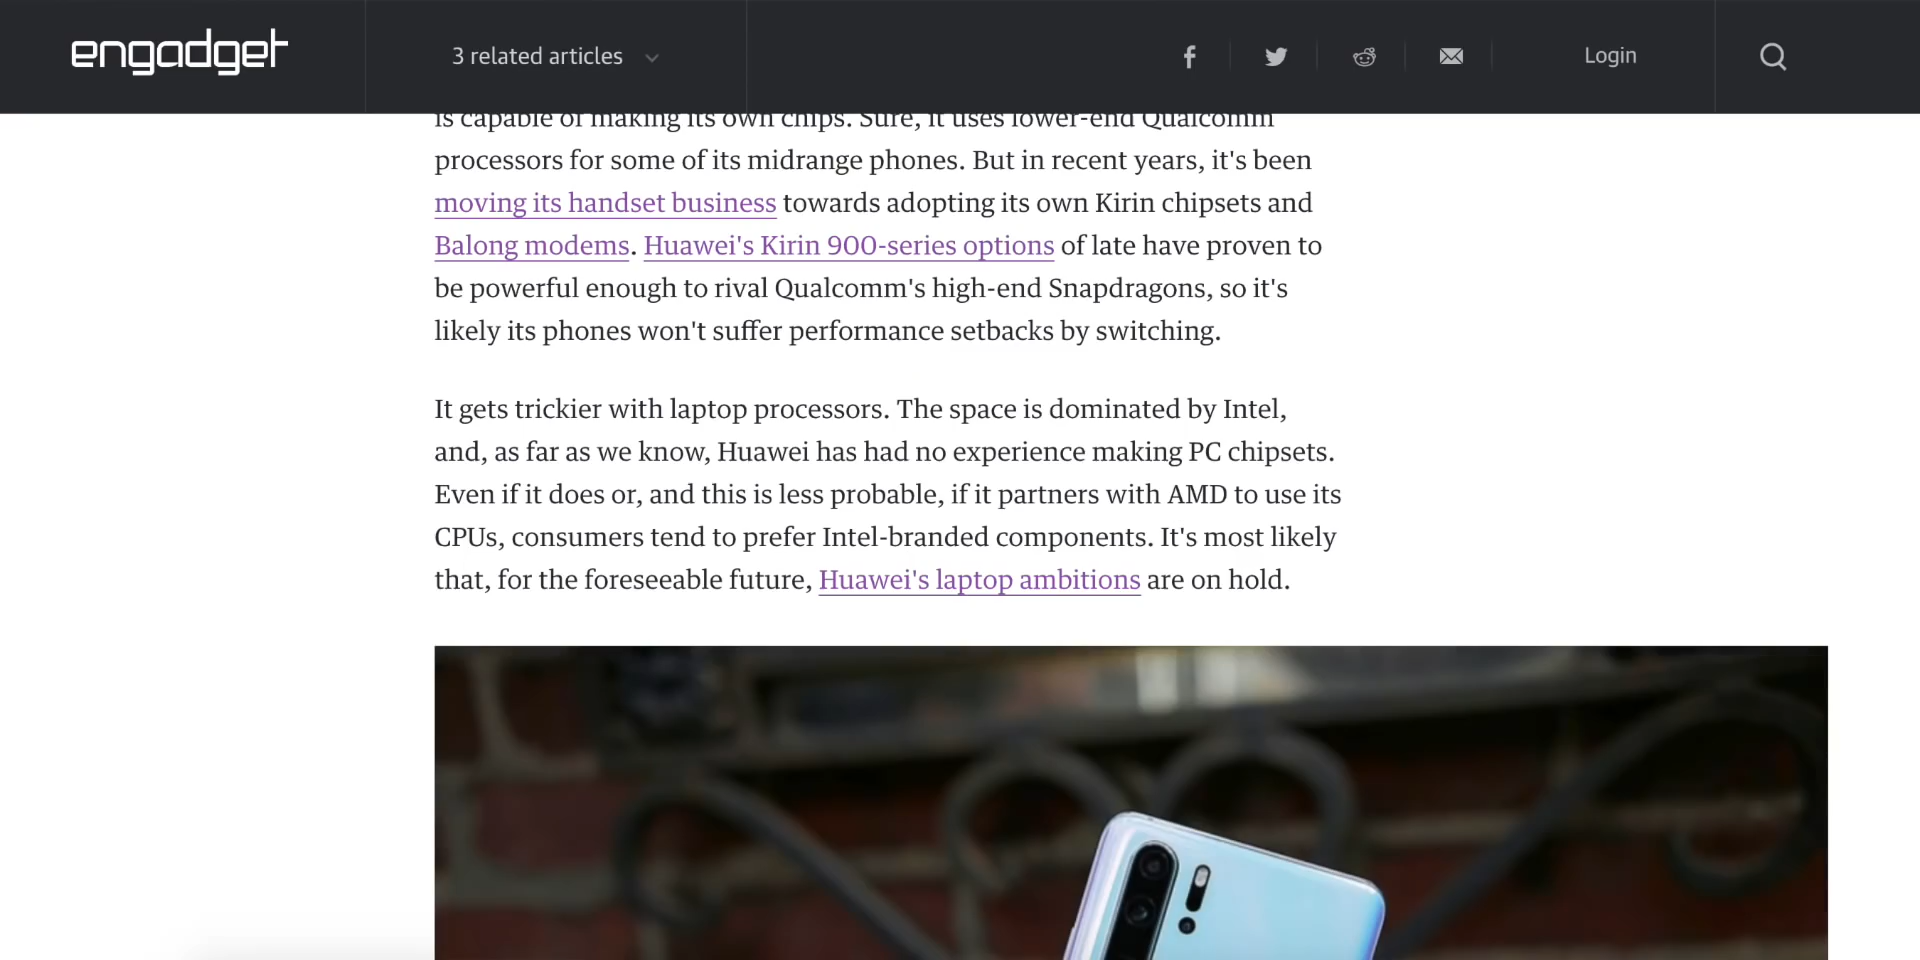 engadget
3 related articles
Login
is capable of making its own chips. Sure, it uses lower-end Qualcomm
processors for some of its midrange phones. But in recent years, it's been
moving its handset business towards adopting its own Kirin chipsets and
Balong modems. Huawei's Kirin 900-series options of late have proven to
be powerful enough to rival Qualcomm's high-end Snapdragons, so it's
likely its phones won't suffer performance setbacks by switching.
It gets trickier with laptop processors. The space is dominated by Intel,
and, as far as we know, Huawei has had no experience making PC chipsets.
Even if it does or, and this is less probable, if it partners with AMD to use its
CPUs, consumers tend to prefer Intel-branded components. It's most likely
that, for the foreseeable future, Huawei's laptop ambitions are on hold.